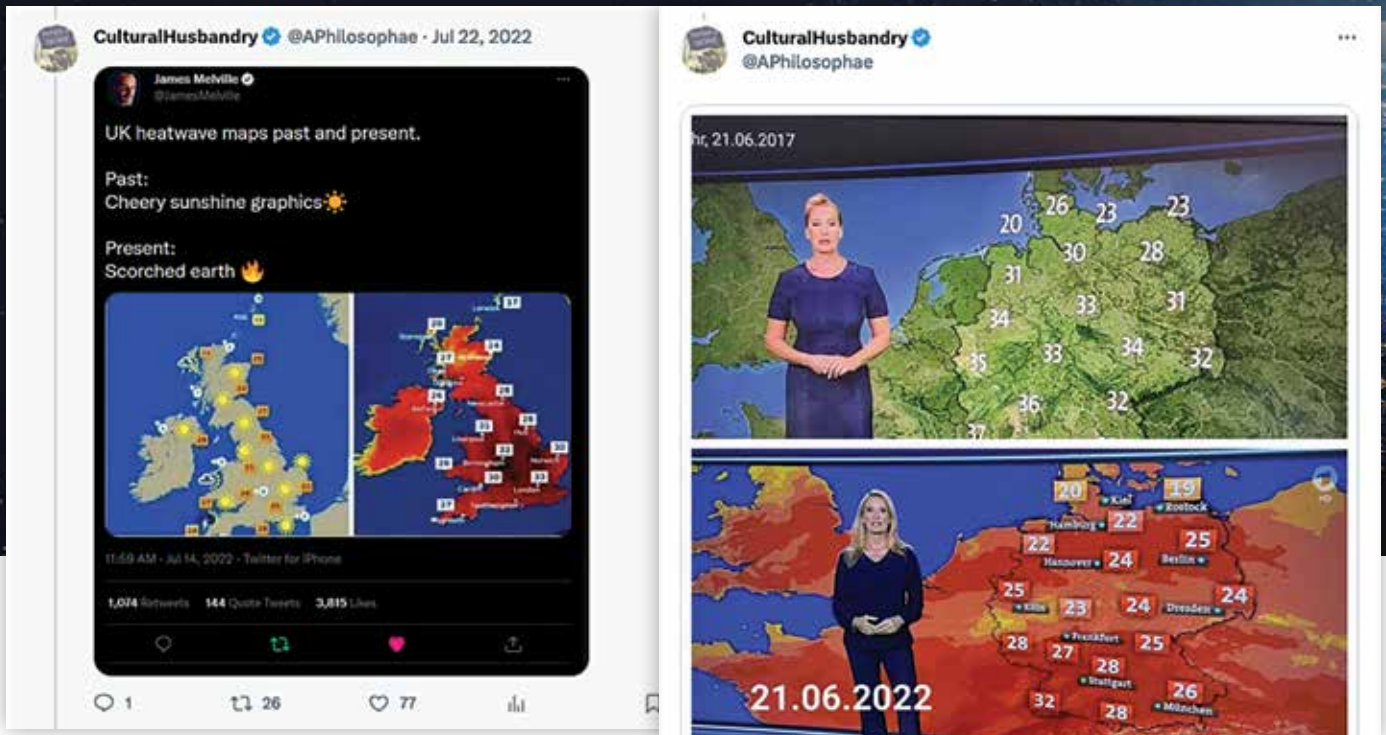 CulturalHusbandry @APhilosophae · Jul 22, 2022
James Melville
@JamesMelville
UK heatwave maps past and present.
Past:
Cheery sunshine graphics☀️
Present:
Scorched earth 🔥
17
27
Liverpool
Birmingham
London
11:59 AM · Jul 14, 2022 · Twitter for iPhone
1,074 Retweets 144 Quote Tweets 3,815 Likes
1 26 77
CulturalHusbandry
@APhilosophae
hr, 21.06.2017
20 26 23 23
31 30 28
34 33 31
35 33 34 32
36 32
37
20 Kiel 19 Rostock
Hamburg 22
22 25
Hannover 24 Berlin
25
Köln 23 24 Dresden 24
28 Frankfurt 25
27
28
Stuttgart
32 26
28 München
21.06.2022